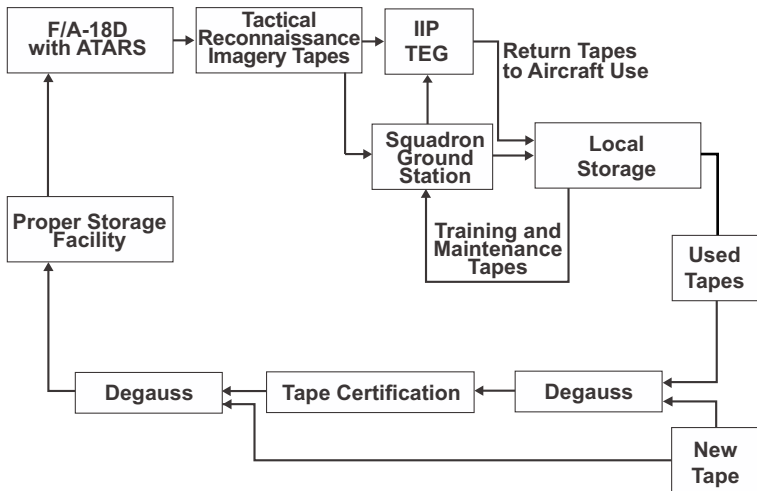 F/A-18D
with ATARS
Tactical
Reconnaissance
Imagery Tapes
IIP
TEG
Return Tapes
to Aircraft Use
Squadron
Ground
Station
Local
Storage
Proper Storage
Facility
Training and
Maintenance
Tapes
Used
Tapes
Degauss
Tape Certification
Degauss
New
Tape